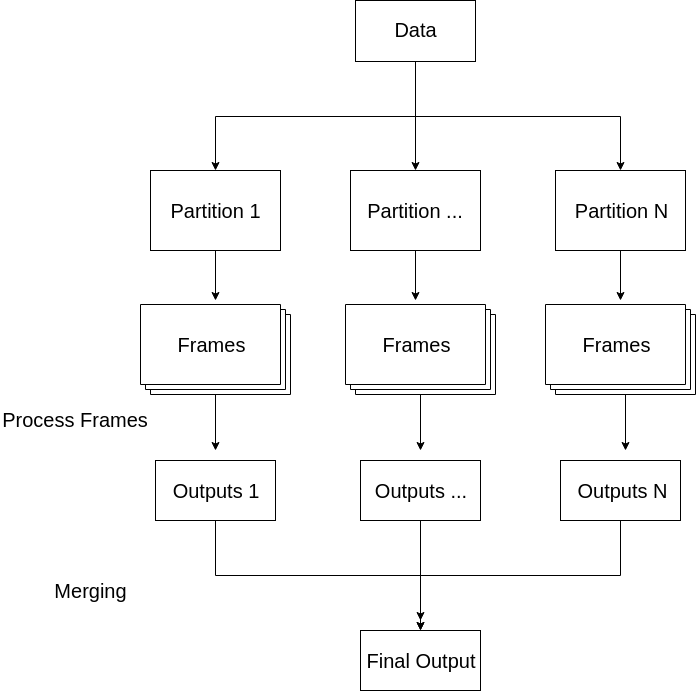 Data
Partition 1
Partition ...
Partition N
Frames
Frames
Frames
Process Frames
Outputs 1
Outputs ...
Outputs N
Merging
Final Output